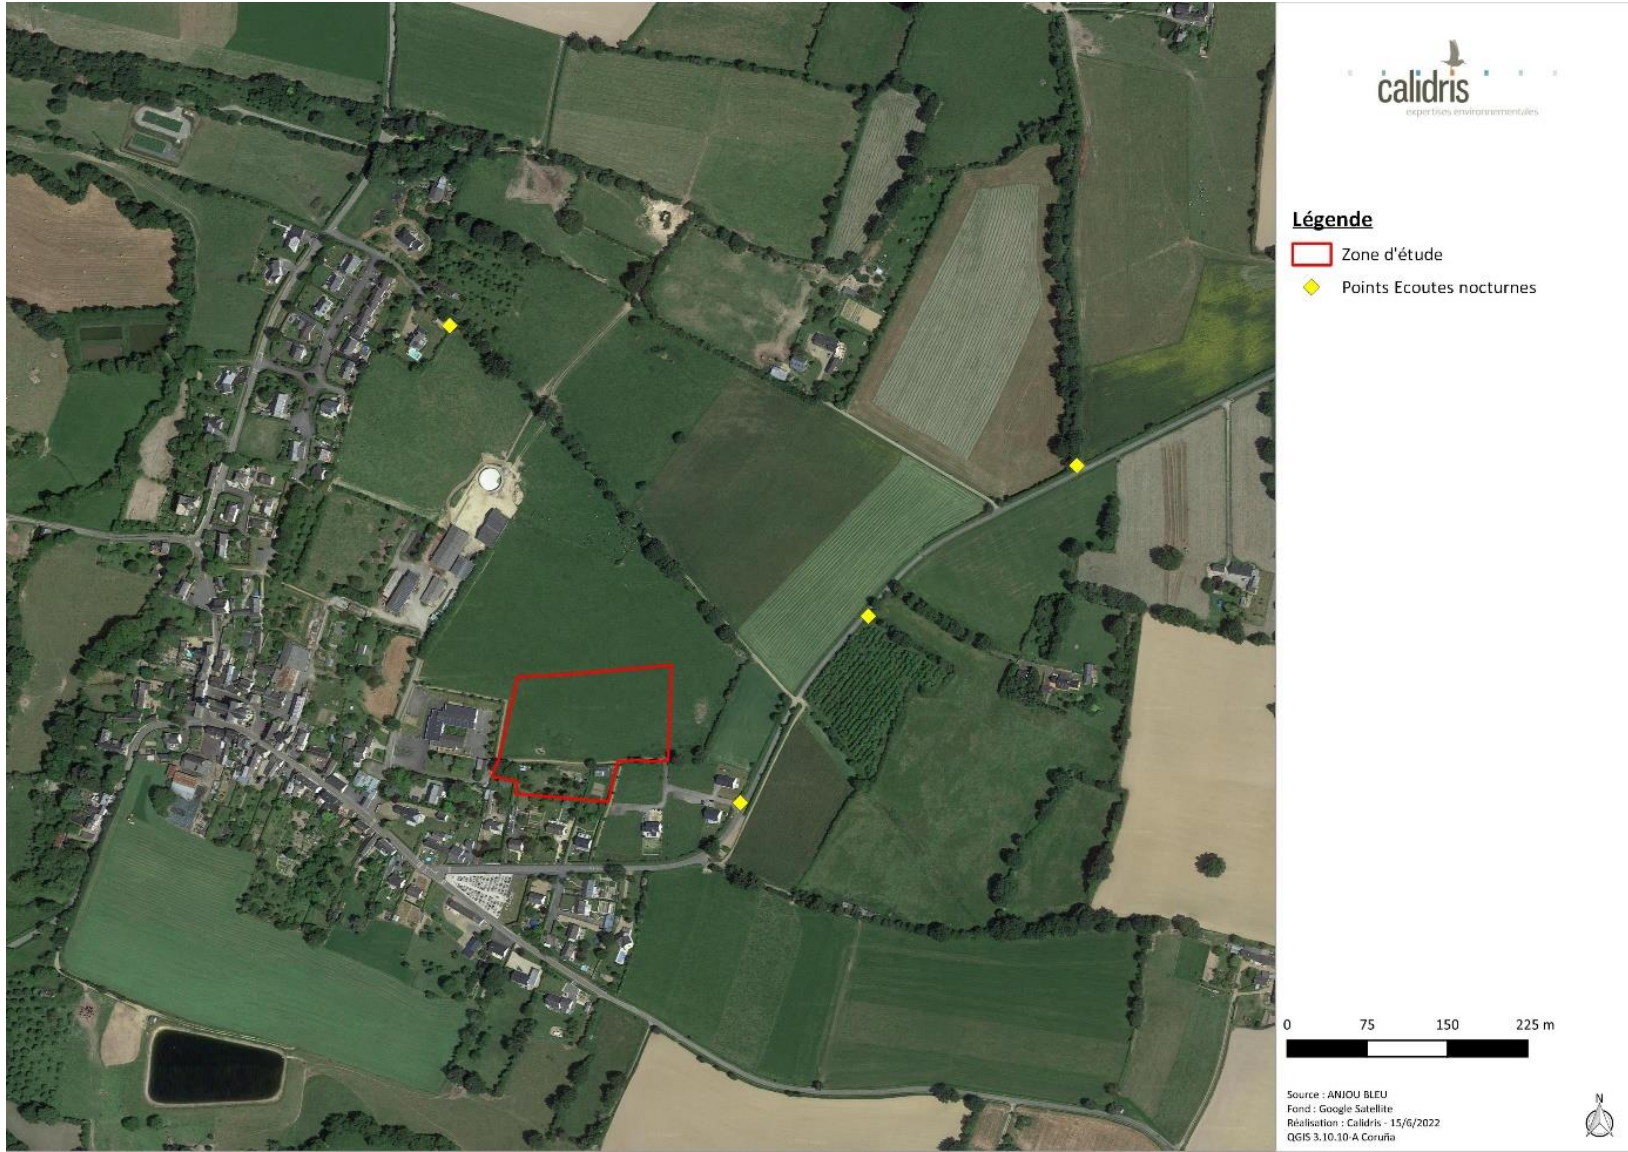 calidris
expertises environnementales
Légende
Zone d'étude
Points Ecoutes nocturnes
0 75 150 225 m
Source : ANJOU BLEU
Fond : Google Satellite
Réalisation : Calidris - 15/6/2022
QGIS 3.10.10-A Coruña
N